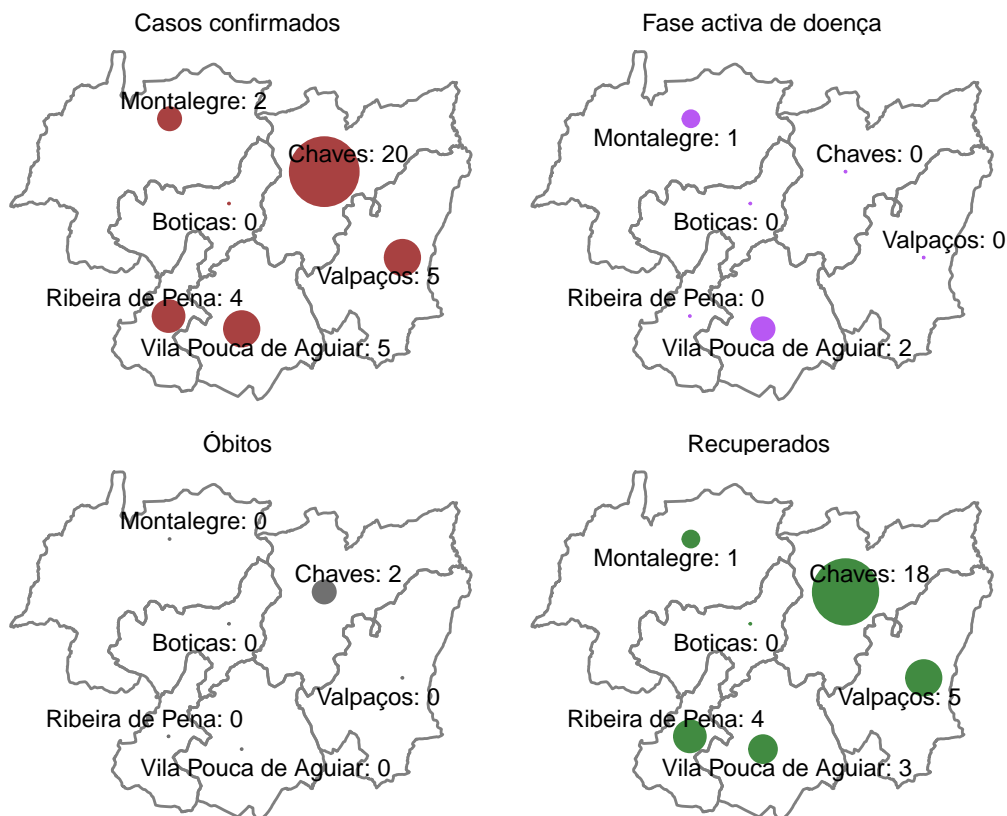 Casos confirmados
Montalegre: 2
Chaves: 20
Boticas: 0
Valpaços: 5
Ribeira de Pena: 4
Vila Pouca de Aguiar: 5
Fase activa de doença
Montalegre: 1
Chaves: 0
Boticas: 0
Valpaços: 0
Ribeira de Pena: 0
Vila Pouca de Aguiar: 2
Óbitos
Montalegre: 0
Chaves: 2
Boticas: 0
Valpaços: 0
Ribeira de Pena: 0
Vila Pouca de Aguiar: 0
Recuperados
Montalegre: 1
Chaves: 18
Boticas: 0
Valpaços: 5
Ribeira de Pena: 4
Vila Pouca de Aguiar: 3